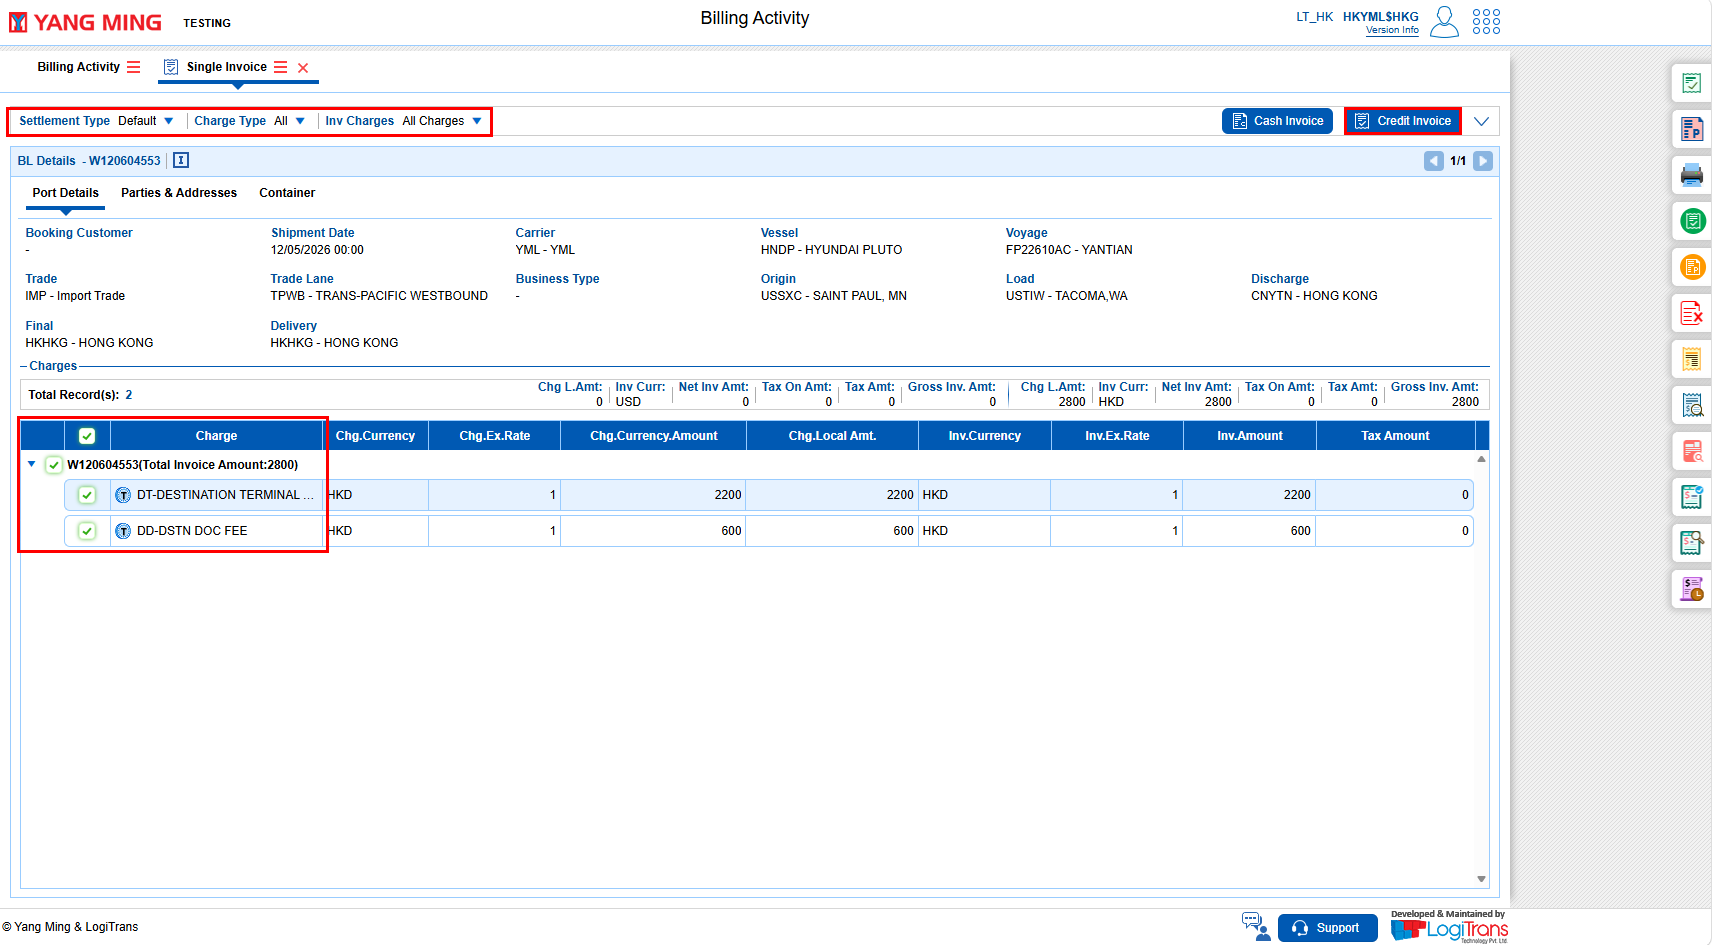 YANG MING TESTING Billing Activity LT_HK HKYML$HKG
Version Info
Billing Activity Single Invoice
Settlement Type Default Charge Type All Inv Charges All Charges Cash Invoice Credit Invoice
BL Details - W120604553 1/1
Port Details Parties & Addresses Container
Booking Customer Shipment Date Carrier Vessel Voyage
- 12/05/2026 00:00 YML - YML HNDP - HYUNDAI PLUTO FP22610AC - YANTIAN
Trade Trade Lane Business Type Origin Load Discharge
IMP - Import Trade TPWB - TRANS-PACIFIC WESTBOUND - USSXC - SAINT PAUL, MN USTIW - TACOMA,WA CNYTN - HONG KONG
Final Delivery
HKHKG - HONG KONG HKHKG - HONG KONG
Charges
Chg L.Amt: Inv Curr: Net Inv Amt: Tax On Amt: Tax Amt: Gross Inv. Amt: Chg L.Amt: Inv Curr: Net Inv Amt: Tax On Amt: Tax Amt: Gross Inv. Amt:
Total Record(s): 2
0 USD 0 0 0 0 2800 HKD 2800 0 0 2800
Charge Chg.Currency Chg.Ex.Rate Chg.Currency.Amount Chg.Local Amt. Inv.Currency Inv.Ex.Rate Inv.Amount Tax Amount
W120604553(Total Invoice Amount:2800)
T DT-DESTINATION TERMINAL ... HKD 1 2200 2200 HKD 1 2200 0
T DD-DSTN DOC FEE HKD 1 600 600 HKD 1 600 0
© Yang Ming & LogiTrans Support
Developed & Maintained by
LogiTrans
Technology Pvt. Ltd.